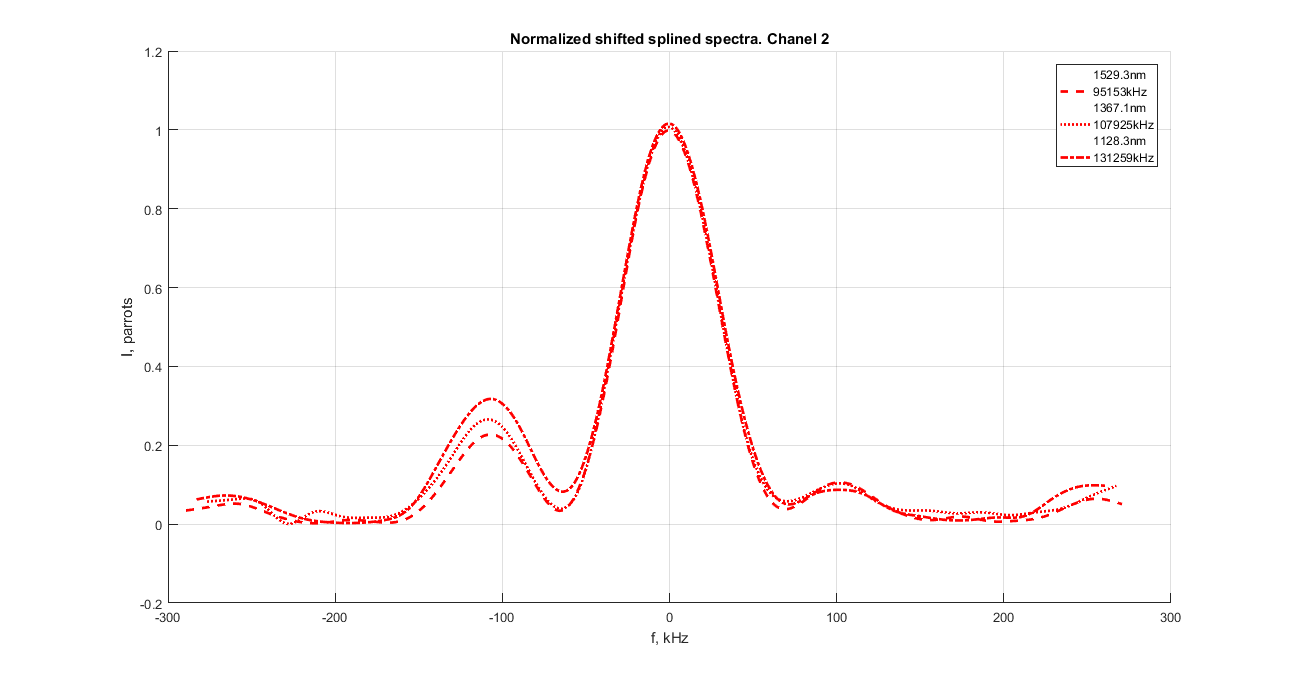 Normalized shifted splined spectra. Chanel 2
1.2
1
0.8
0.6
0.4
0.2
0
-0.2
I, parrots
-300
-200
-100
0
100
200
300
f, kHz
1529.3nm
95153kHz
1367.1nm
107925kHz
1128.3nm
131259kHz